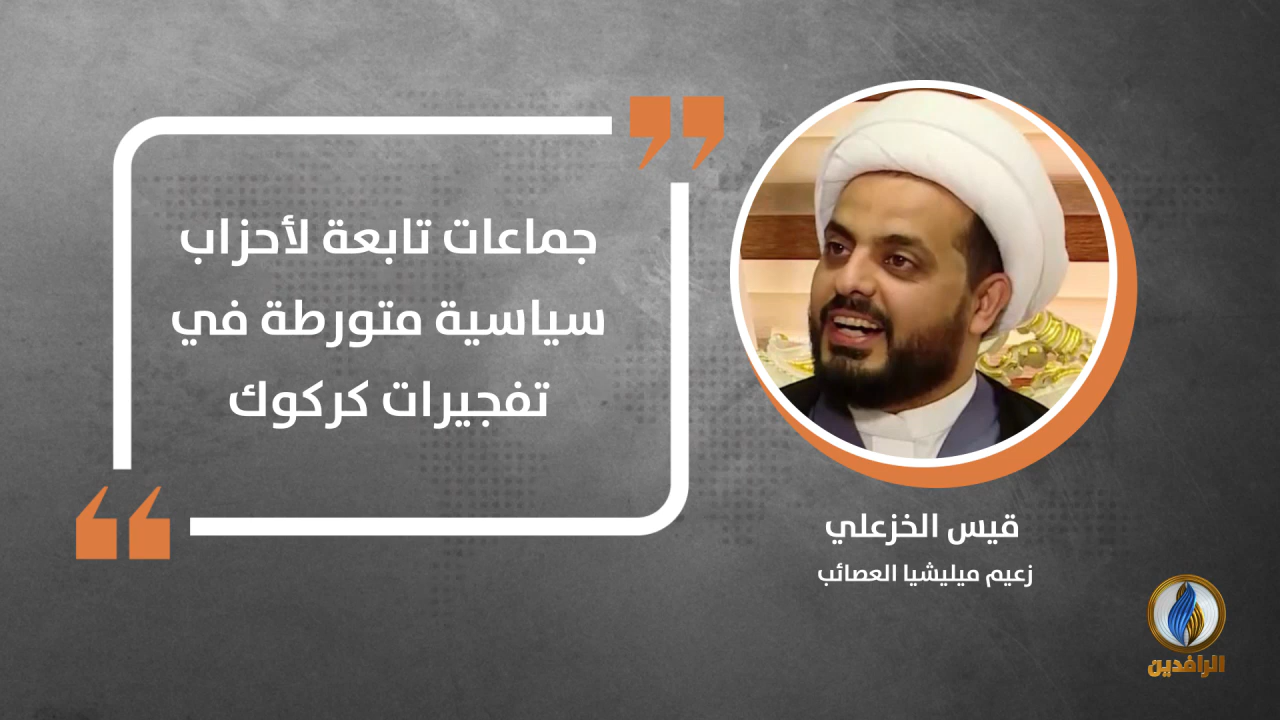 جماعات تابعة لأحزاب
سياسية متورطة في
تفجيرات كركوك
قيس الخزعلي
زعيم ميليشيا العصائب
الرافدين